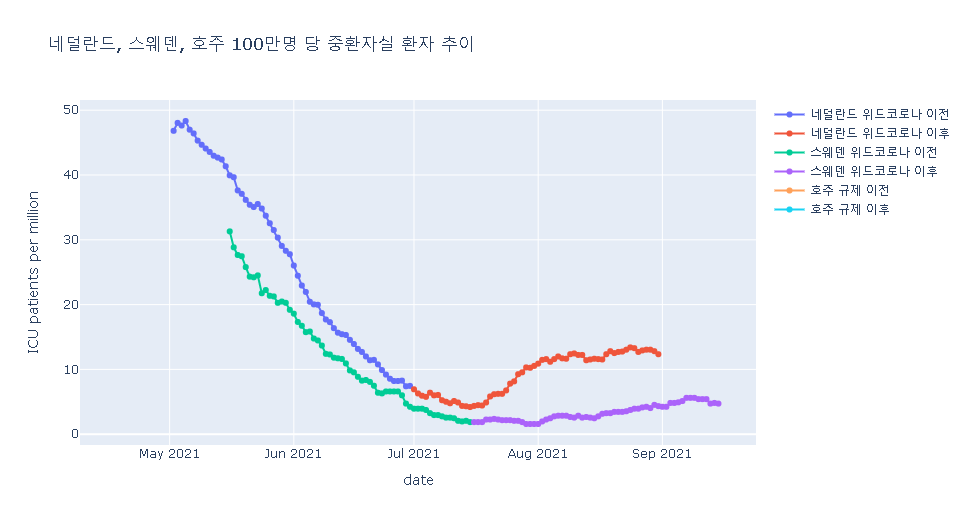 네덜란드, 스웨덴, 호주 100만명 당 중환자실 환자 추이
50
40
30
20
10
0
ICU patients per million
May 2021
Jun 2021
Jul 2021
Aug 2021
Sep 2021
date
네덜란드 위드코로나 이전
네덜란드 위드코로나 이후
스웨덴 위드코로나 이전
스웨덴 위드코로나 이후
호주 규제 이전
호주 규제 이후